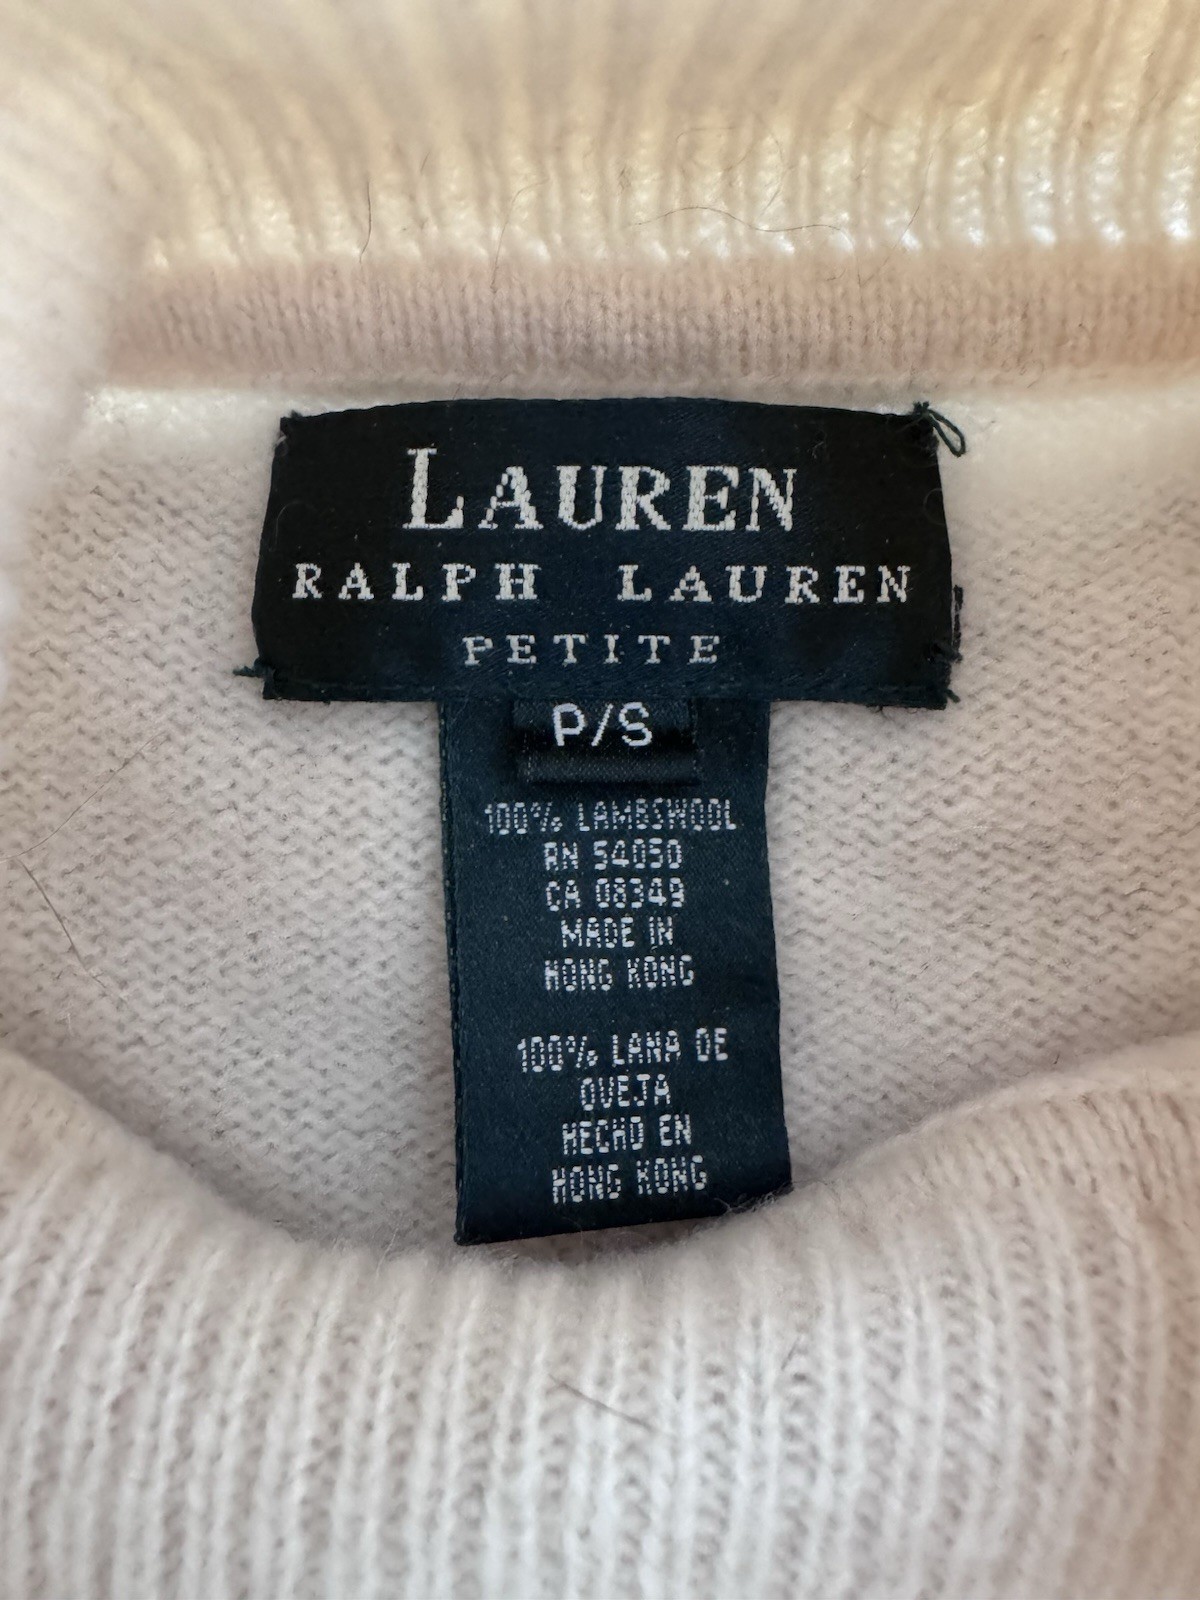 LAUREN
RALPH LAUREN
PETITE
P/S
100% LAMBSWOOL
RN 54050
CA 08349
MADE IN
HONG KONG
100% LANA DE
OVEJA
HECHO EN
HONG KONG